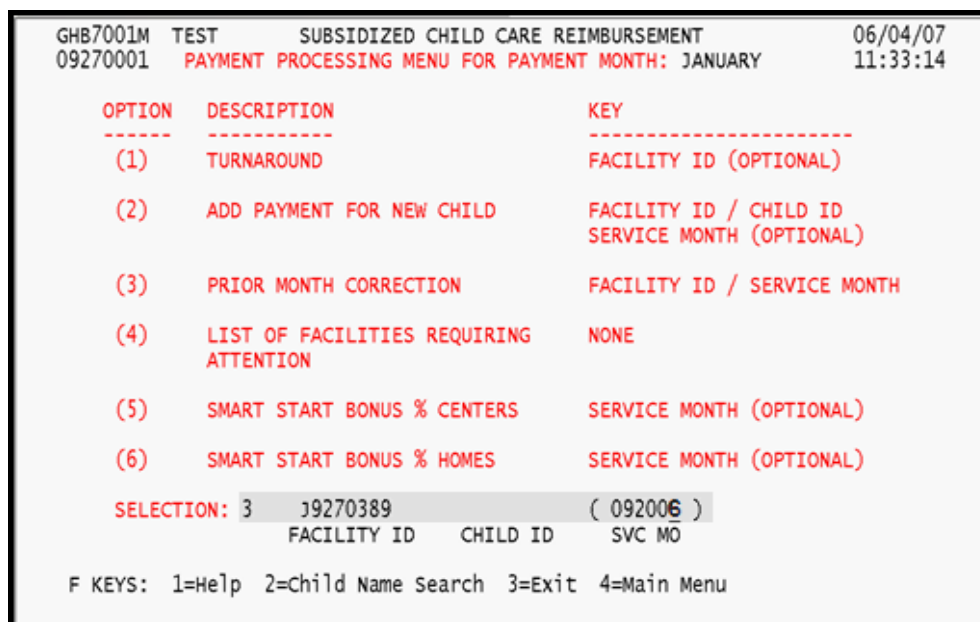 GHB7001M TEST SUBSIDIZED CHILD CARE REIMBURSEMENT 06/04/07
09270001 PAYMENT PROCESSING MENU FOR PAYMENT MONTH: JANUARY 11:33:14
OPTION DESCRIPTION KEY
------ ----------- -----------------------
(1) TURNAROUND FACILITY ID (OPTIONAL)
(2) ADD PAYMENT FOR NEW CHILD FACILITY ID / CHILD ID
SERVICE MONTH (OPTIONAL)
(3) PRIOR MONTH CORRECTION FACILITY ID / SERVICE MONTH
(4) LIST OF FACILITIES REQUIRING NONE
ATTENTION
(5) SMART START BONUS % CENTERS SERVICE MONTH (OPTIONAL)
(6) SMART START BONUS % HOMES SERVICE MONTH (OPTIONAL)
SELECTION: 3 J9270389 ( 092006 )
FACILITY ID CHILD ID SVC MO
F KEYS: 1=Help 2=Child Name Search 3=Exit 4=Main Menu